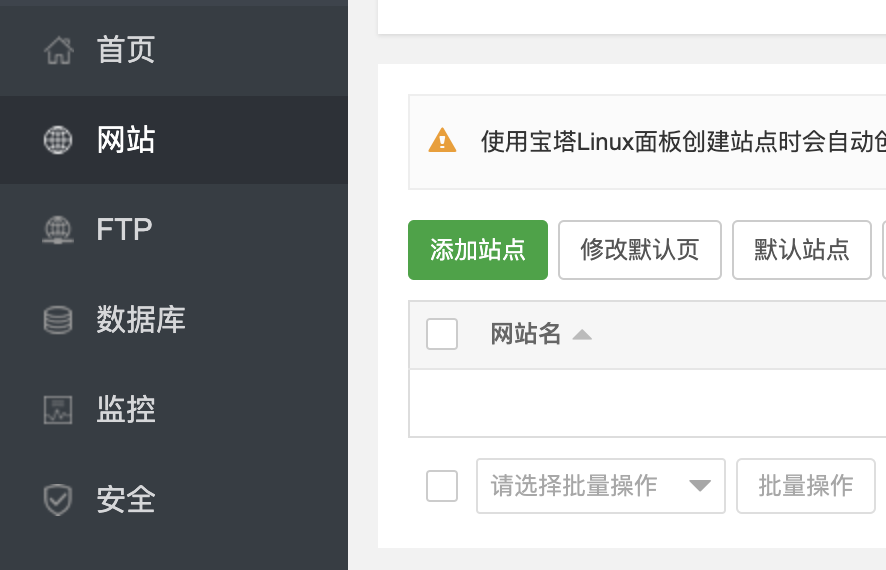 首页
网站
FTP
数据库
监控
安全
使用宝塔Linux面板创建站点时会自动
添加站点 修改默认页 默认站点
网站名
请选择批量操作 批量操作